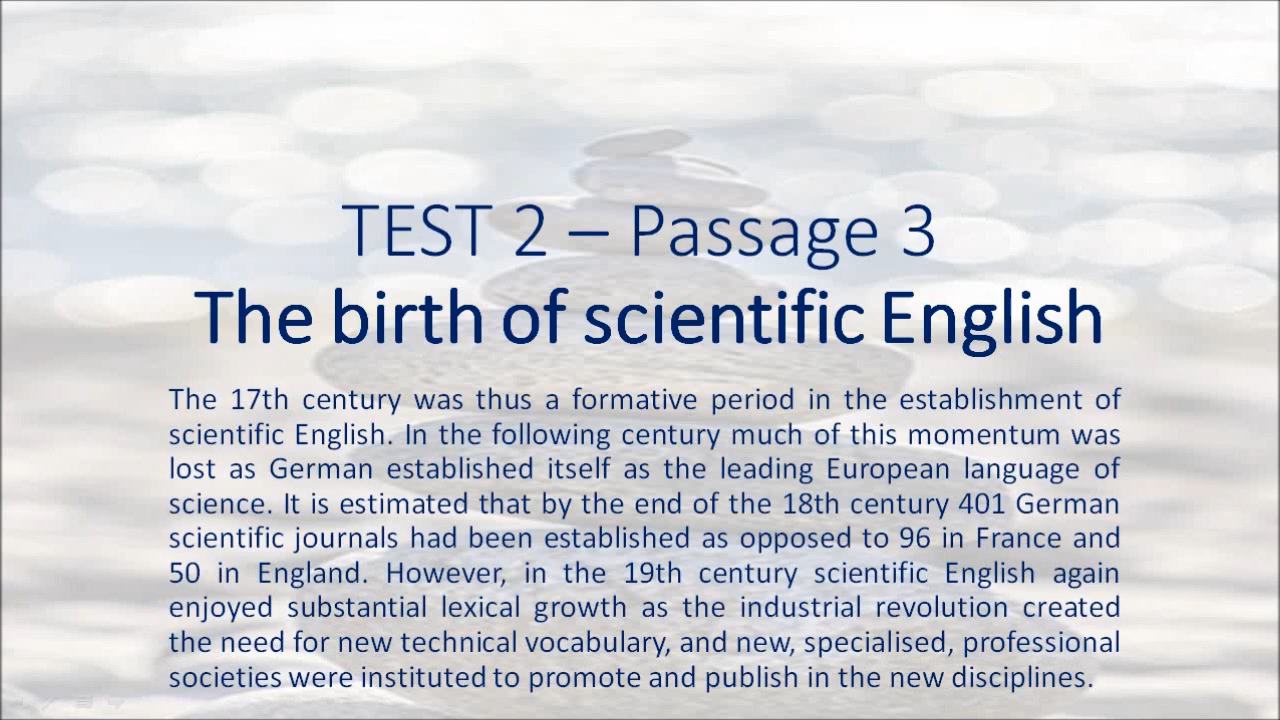 TEST 2 – Passage 3
The birth of scientific English
The 17th century was thus a formative period in the establishment of
scientific English. In the following century much of this momentum was
lost as German established itself as the leading European language of
science. It is estimated that by the end of the 18th century 401 German
scientific journals had been established as opposed to 96 in France and
50 in England. However, in the 19th century scientific English again
enjoyed substantial lexical growth as the industrial revolution created
the need for new technical vocabulary, and new, specialised, professional
societies were instituted to promote and publish in the new disciplines.